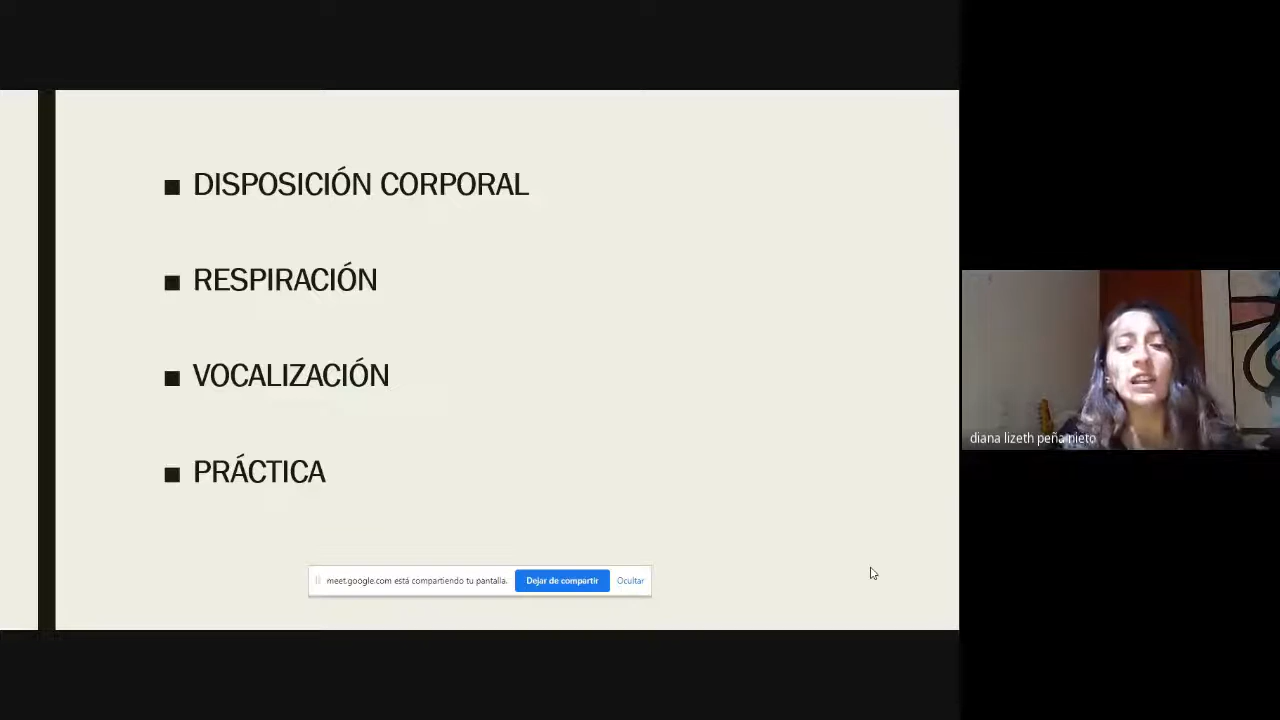 ■ DISPOSICIÓN CORPORAL
■ RESPIRACIÓN
■ VOCALIZACIÓN
■ PRÁCTICA
meet.google.com está compartiendo tu pantalla. Dejar de compartir Ocultar
diana lizeth peña nieto